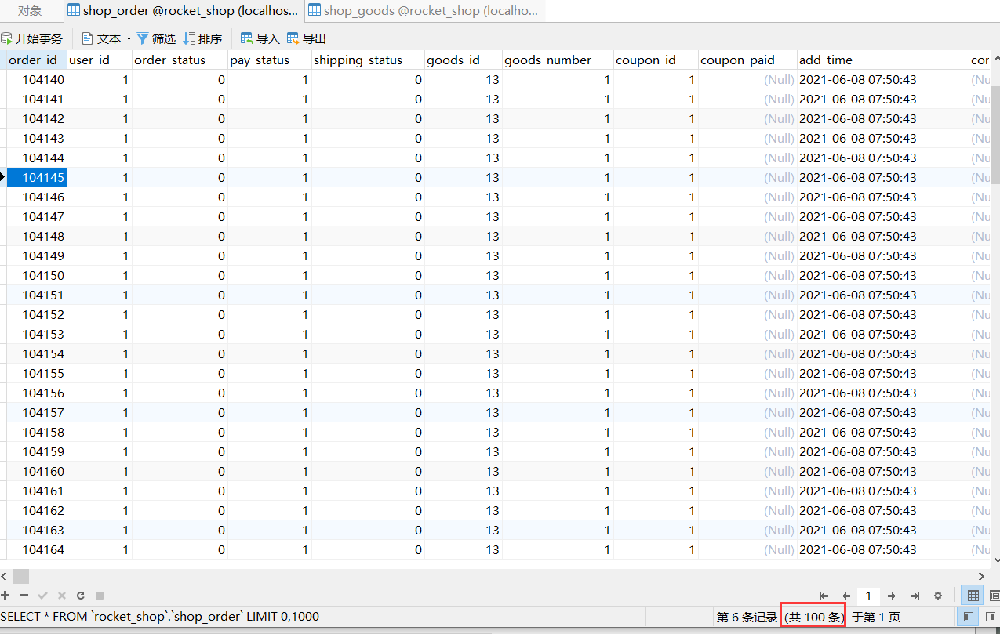 对象 shop_order @rocket_shop (localhos... shop_goods @rocket_shop (localho...
开始事务 文本 筛选 排序 导入 导出
order_id user_id order_status pay_status shipping_status goods_id goods_number coupon_id coupon_paid add_time cor
104140 1 0 1 0 13 1 1 (Null) 2021-06-08 07:50:43 (Nu
104141 1 0 1 0 13 1 1 (Null) 2021-06-08 07:50:43 (Nu
104142 1 0 1 0 13 1 1 (Null) 2021-06-08 07:50:43 (Nu
104143 1 0 1 0 13 1 1 (Null) 2021-06-08 07:50:43 (Nu
104144 1 0 1 0 13 1 1 (Null) 2021-06-08 07:50:43 (Nu
104145 1 0 1 0 13 1 1 (Null) 2021-06-08 07:50:43 (Nu
104146 1 0 1 0 13 1 1 (Null) 2021-06-08 07:50:43 (Nu
104147 1 0 1 0 13 1 1 (Null) 2021-06-08 07:50:43 (Nu
104148 1 0 1 0 13 1 1 (Null) 2021-06-08 07:50:43 (Nu
104149 1 0 1 0 13 1 1 (Null) 2021-06-08 07:50:43 (Nu
104150 1 0 1 0 13 1 1 (Null) 2021-06-08 07:50:43 (Nu
104151 1 0 1 0 13 1 1 (Null) 2021-06-08 07:50:43 (Nu
104152 1 0 1 0 13 1 1 (Null) 2021-06-08 07:50:43 (Nu
104153 1 0 1 0 13 1 1 (Null) 2021-06-08 07:50:43 (Nu
104154 1 0 1 0 13 1 1 (Null) 2021-06-08 07:50:43 (Nu
104155 1 0 1 0 13 1 1 (Null) 2021-06-08 07:50:43 (Nu
104156 1 0 1 0 13 1 1 (Null) 2021-06-08 07:50:43 (Nu
104157 1 0 1 0 13 1 1 (Null) 2021-06-08 07:50:43 (Nu
104158 1 0 1 0 13 1 1 (Null) 2021-06-08 07:50:43 (Nu
104159 1 0 1 0 13 1 1 (Null) 2021-06-08 07:50:43 (Nu
104160 1 0 1 0 13 1 1 (Null) 2021-06-08 07:50:43 (Nu
104161 1 0 1 0 13 1 1 (Null) 2021-06-08 07:50:43 (Nu
104162 1 0 1 0 13 1 1 (Null) 2021-06-08 07:50:43 (Nu
104163 1 0 1 0 13 1 1 (Null) 2021-06-08 07:50:43 (Nu
104164 1 0 1 0 13 1 1 (Null) 2021-06-08 07:50:43 (Nu
1
SELECT * FROM `rocket_shop`.`shop_order` LIMIT 0,1000 第 6 条记录 (共 100 条) 于第 1 页